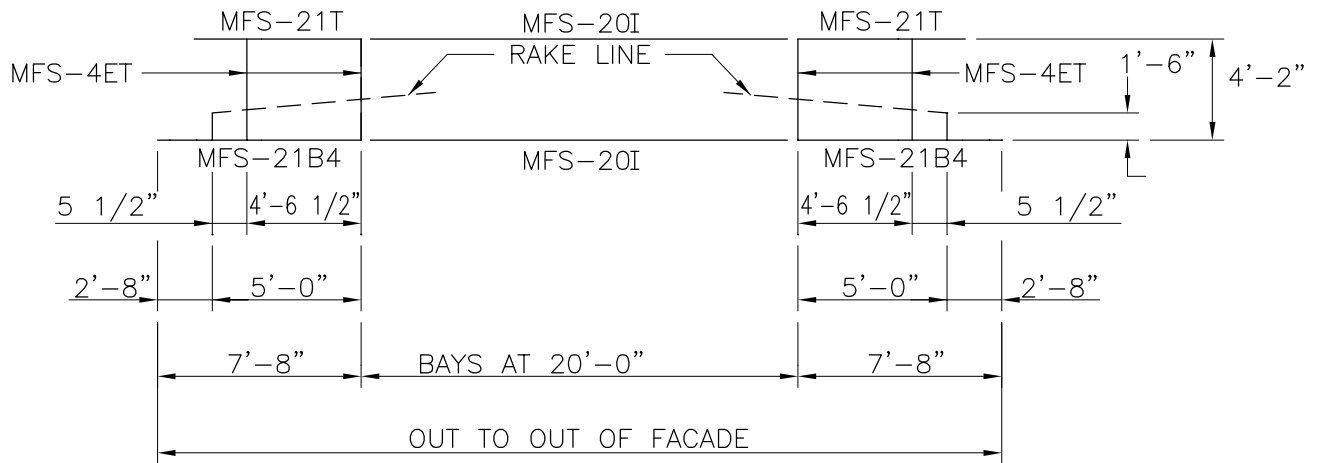 MFS-21T MFS-20I MFS-21T
RAKE LINE
MFS-4ET MFS-4ET 1'-6" 4'-2"
MFS-21B4 MFS-20I MFS-21B4
5 1/2" 4'-6 1/2" 4'-6 1/2" 5 1/2"
2'-8" 5'-0" 5'-0" 2'-8"
7'-8" BAYS AT 20'-0" 7'-8"
OUT TO OUT OF FACADE